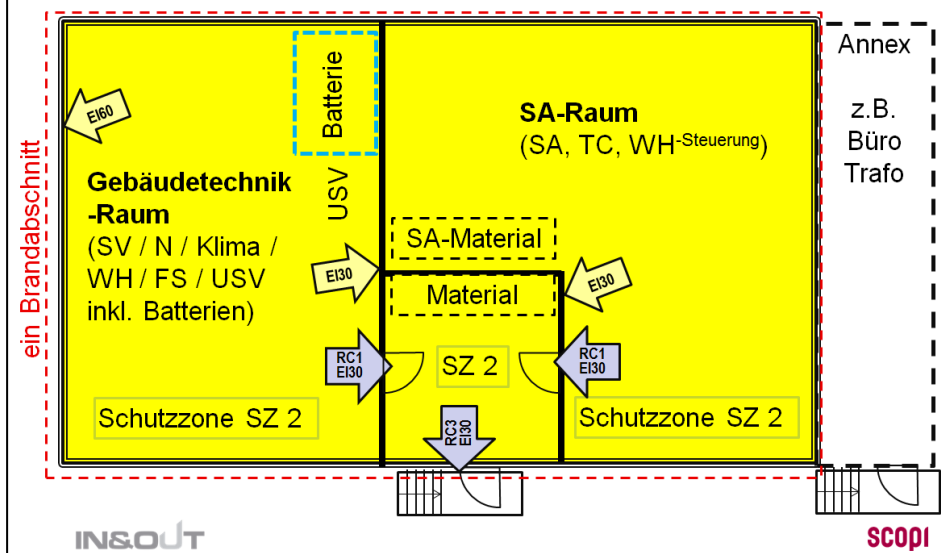 ein Brandabschnitt
EI60
Gebäudetechnik
-Raum
(SV / N / Klima /
WH / FS / USV
inkl. Batterien)
Schutzzone SZ 2
Batterie
USV
EI30
RC1
EI30
SA-Raum
(SA, TC, WH-Steuerung)
SA-Material
Material
EI30
SZ 2
RC1
EI30
RC3
EI30
Schutzzone SZ 2
Annex
z.B.
Büro
Trafo
IN&OUT
scopi